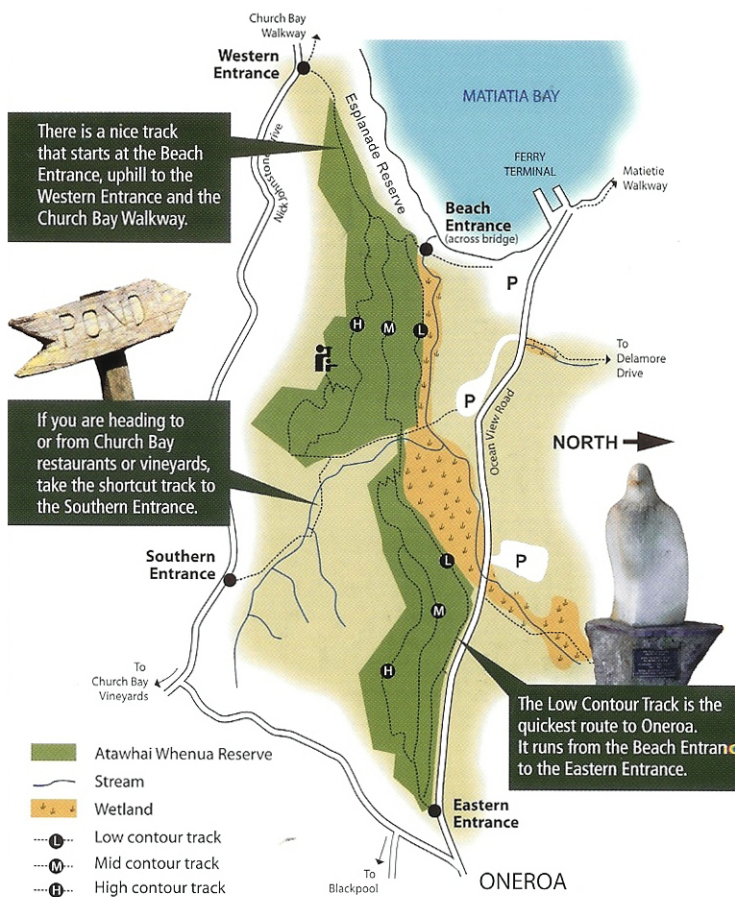 Church Bay
Walkway
Western
Entrance
MATIATIA BAY
There is a nice track
that starts at the Beach
Entrance, uphill to the
Western Entrance and the
Church Bay Walkway.
Nick Johnstone Drive
Esplanade Reserve
FERRY
TERMINAL
Matietie
Walkway
Beach
Entrance
(across bridge)
P
POND
H
M
L
To
Delamore
Drive
P
Ocean View Road
If you are heading to
or from Church Bay
restaurants or vineyards,
take the shortcut track to
the Southern Entrance.
NORTH
Southern
Entrance
L
P
M
H
To
Church Bay
Vineyards
The Low Contour Track is the
quickest route to Oneroa.
It runs from the Beach Entranc
to the Eastern Entrance.
Atawhai Whenua Reserve
Stream
Wetland
L Low contour track
M Mid contour track
H High contour track
Eastern
Entrance
To
Blackpool
ONEROA